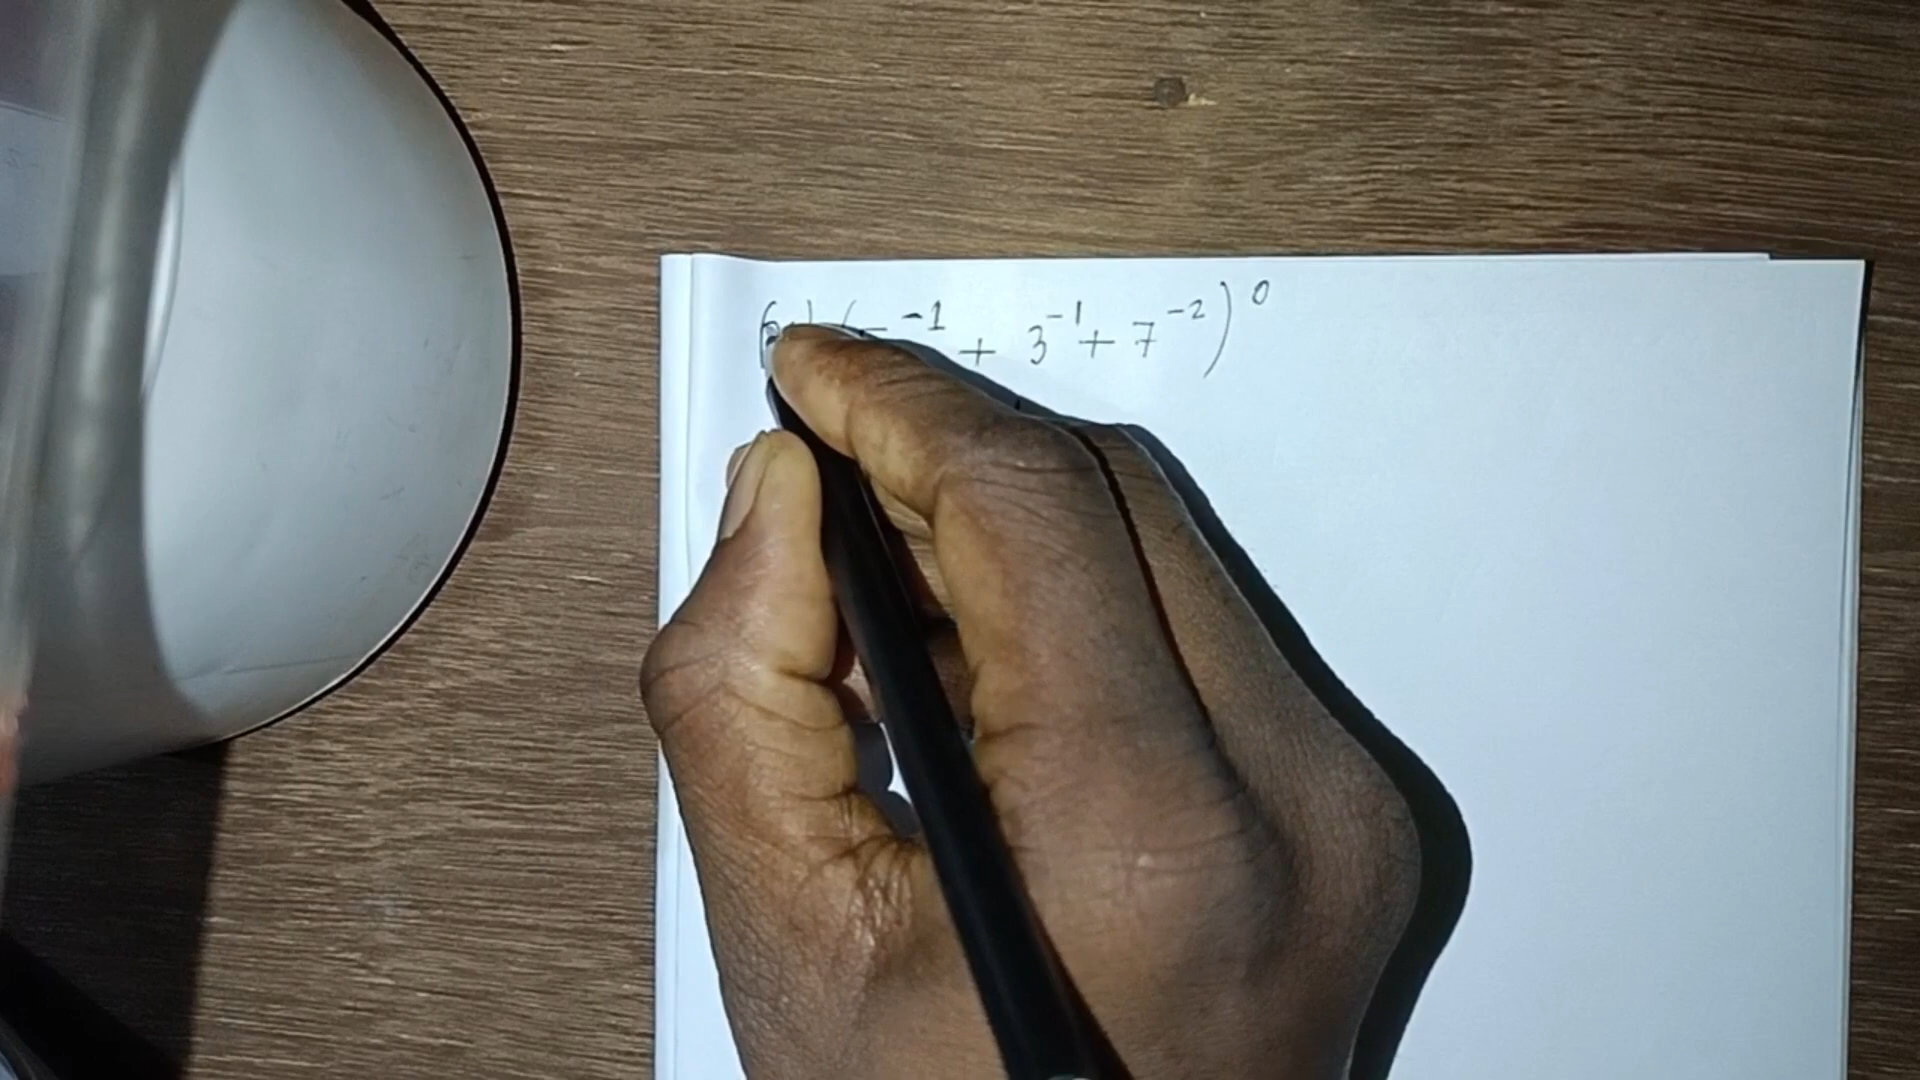 ( ⁻¹ + 3⁻¹ + 7⁻²)⁰